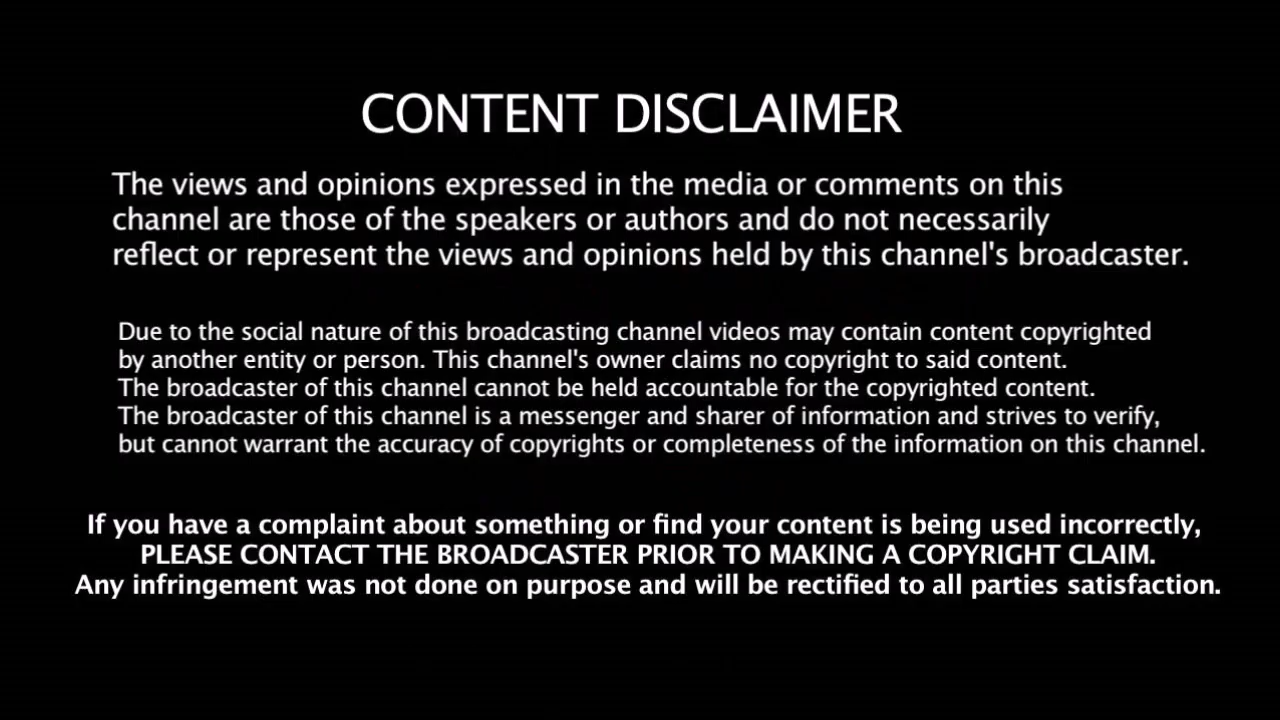 CONTENT DISCLAIMER
The views and opinions expressed in the media or comments on this
channel are those of the speakers or authors and do not necessarily
reflect or represent the views and opinions held by this channel's broadcaster.
Due to the social nature of this broadcasting channel videos may contain content copyrighted
by another entity or person. This channel's owner claims no copyright to said content.
The broadcaster of this channel cannot be held accountable for the copyrighted content.
The broadcaster of this channel is a messenger and sharer of information and strives to verify,
but cannot warrant the accuracy of copyrights or completeness of the information on this channel.
If you have a complaint about something or find your content is being used incorrectly,
PLEASE CONTACT THE BROADCASTER PRIOR TO MAKING A COPYRIGHT CLAIM.
Any infringement was not done on purpose and will be rectified to all parties satisfaction.